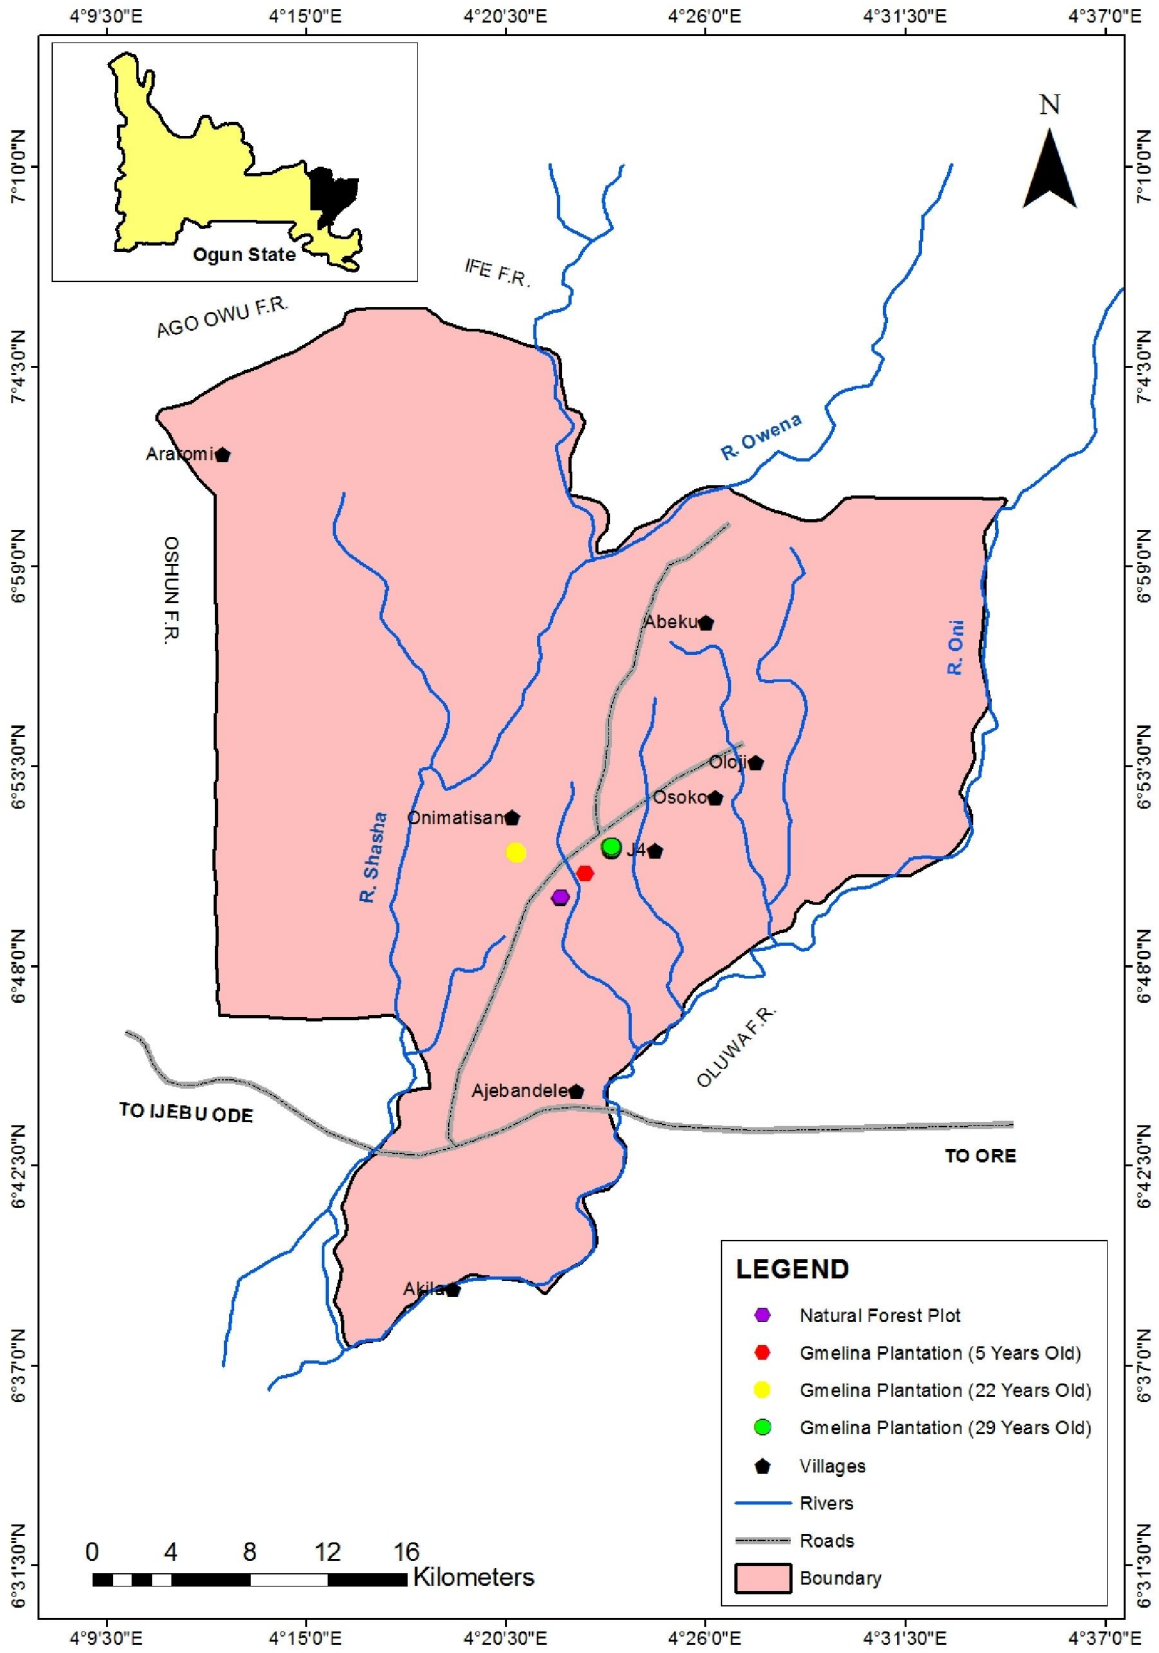 4°9'30"E 4°15'0"E 4°20'30"E 4°26'0"E 4°31'30"E 4°37'0"E
N
7°10'0"N
7°10'0"N
Ogun State
IFE F.R.
AGO OWU F.R.
7°4'30"N
7°4'30"N
R. Owena
Araromi
OSHUN F.R.
6°59'0"N
6°59'0"N
Abeku
R. Oni
6°53'30"N
6°53'30"N
Oloji
Osoko
Onimatisan
J4
R. Shasha
6°48'0"N
6°48'0"N
OLUWA F.R.
Ajebandele
TO IJEBU ODE
TO ORE
6°42'30"N
6°42'30"N
Akila
LEGEND
Natural Forest Plot
Gmelina Plantation (5 Years Old)
Gmelina Plantation (22 Years Old)
Gmelina Plantation (29 Years Old)
Villages
Rivers
Roads
Boundary
6°37'0"N
6°37'0"N
0 4 8 12 16
Kilometers
6°31'30"N
6°31'30"N
4°9'30"E 4°15'0"E 4°20'30"E 4°26'0"E 4°31'30"E 4°37'0"E